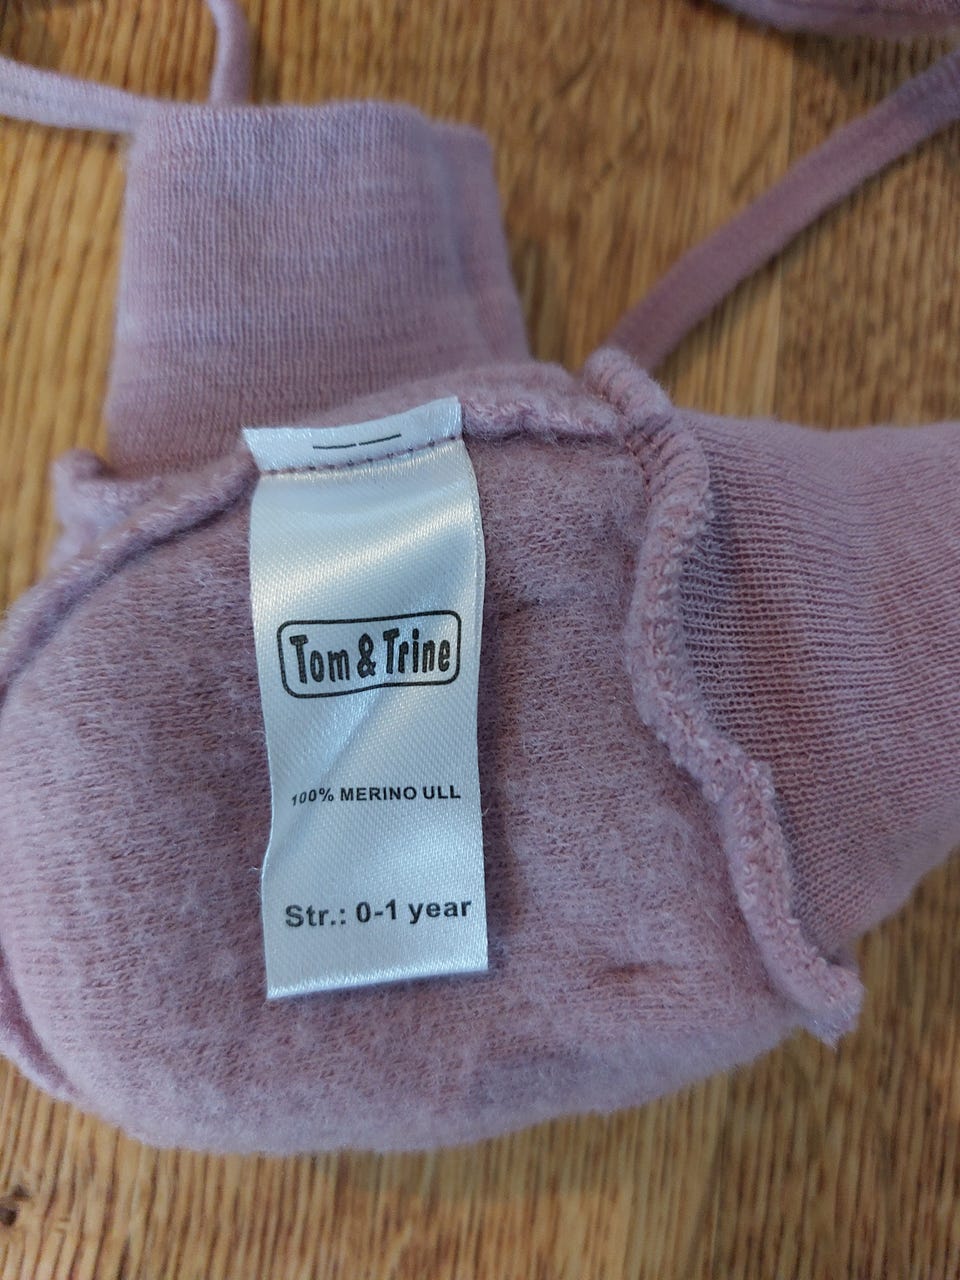 Tom & Trine
100% MERINO ULL
Str.: 0-1 year